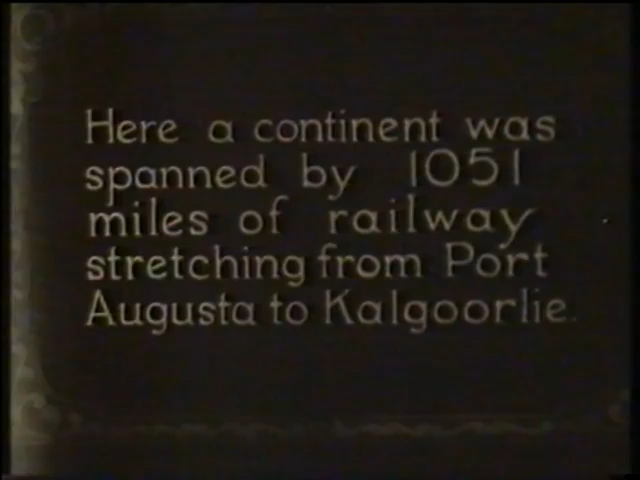 Here a continent was
spanned by 1051
miles of railway
stretching from Port
Augusta to Kalgoorlie.